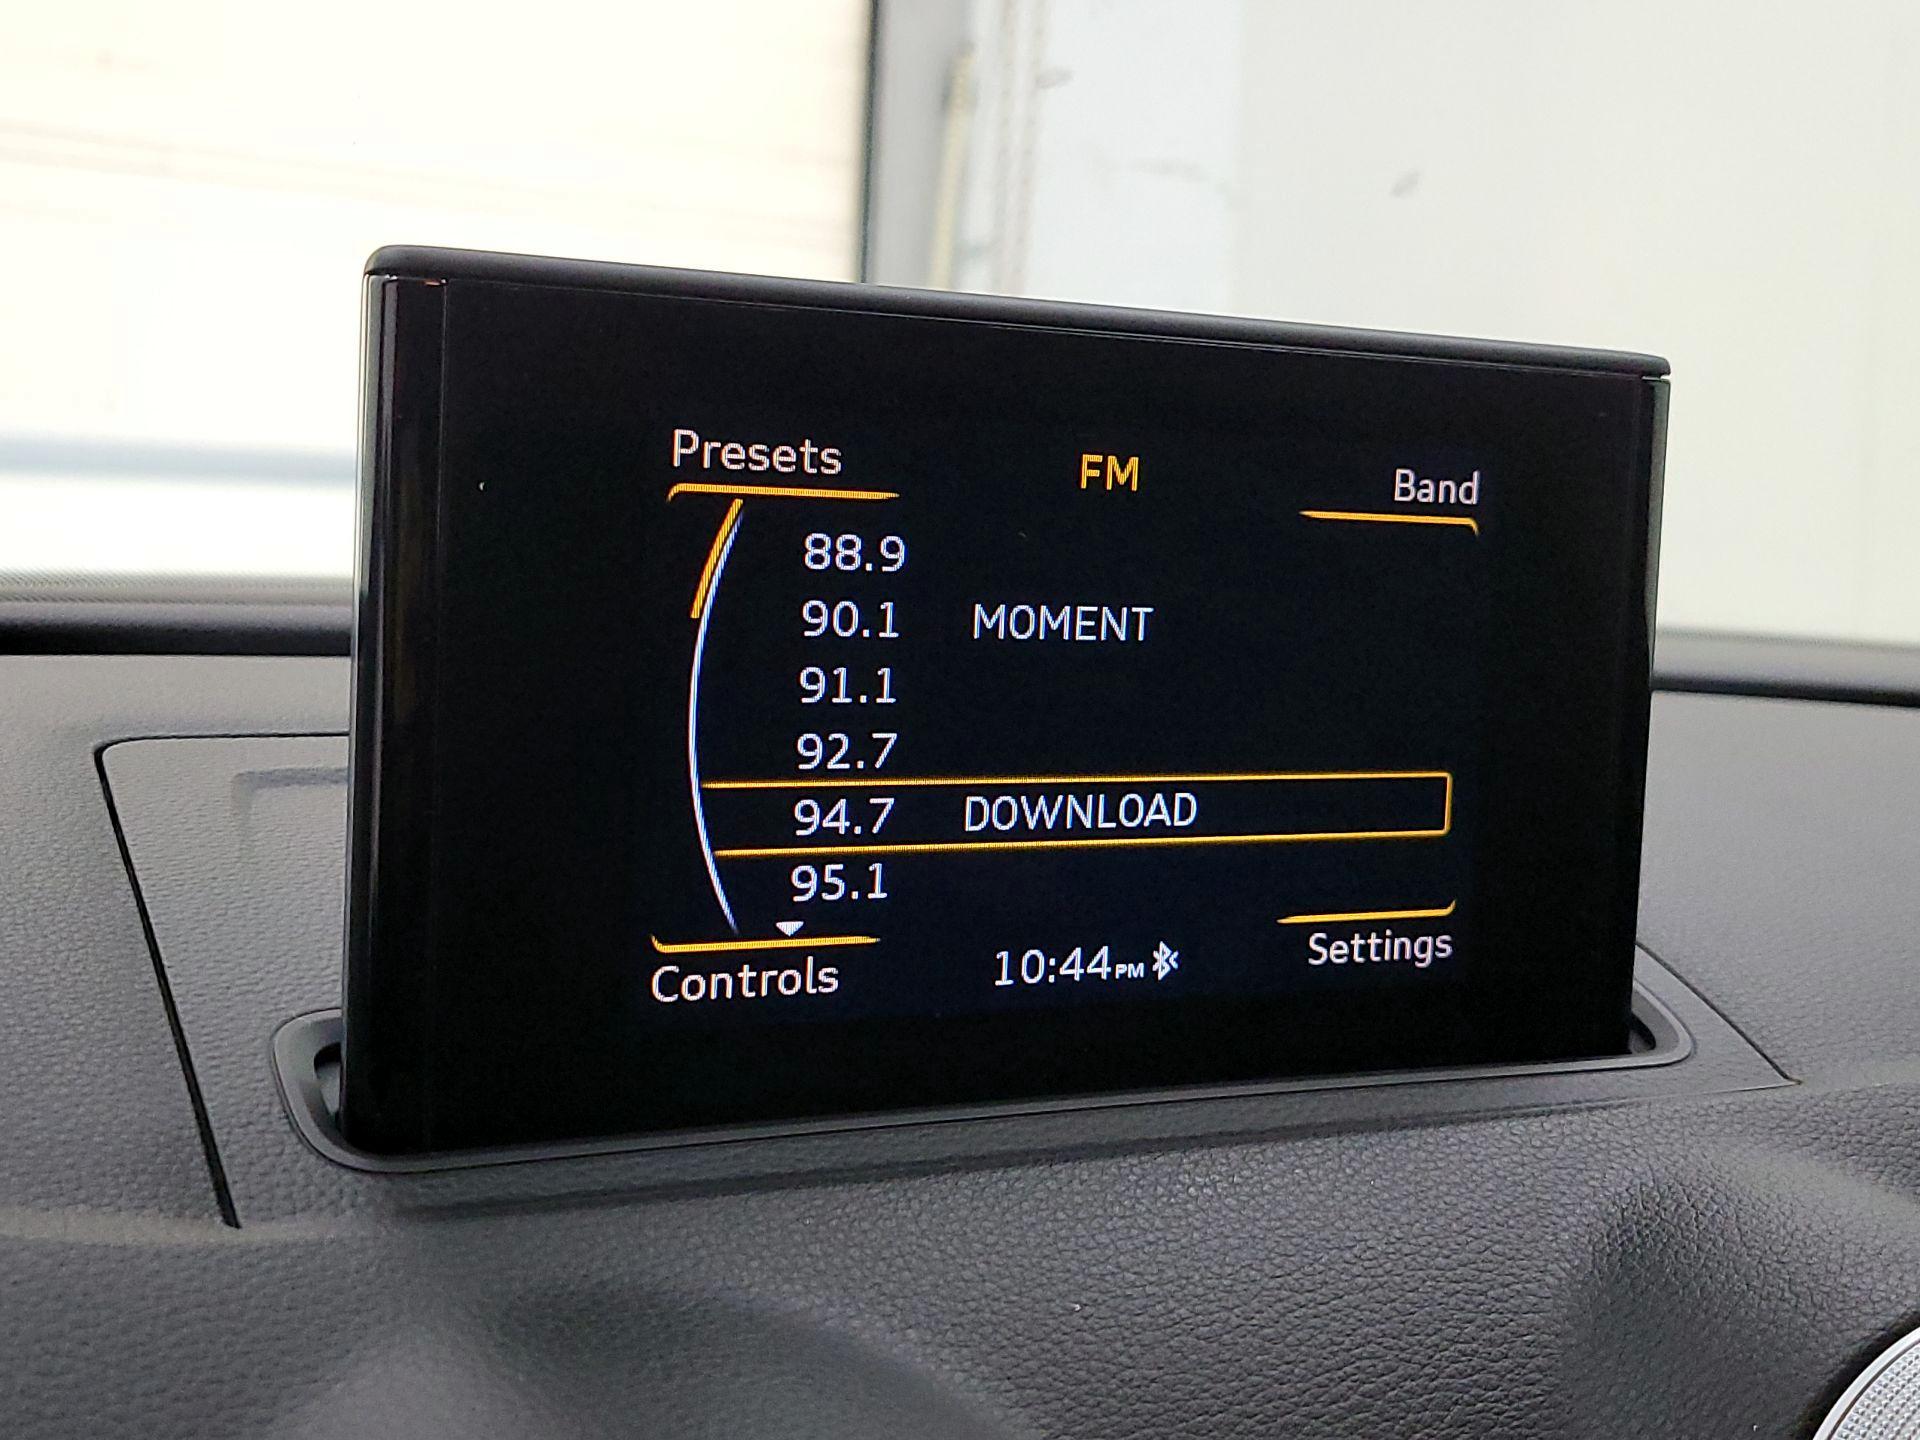 Presets
FM
Band
88.9
90.1 MOMENT
91.1
92.7
94.7 DOWNLOAD
95.1
Controls
10:44PM
Settings